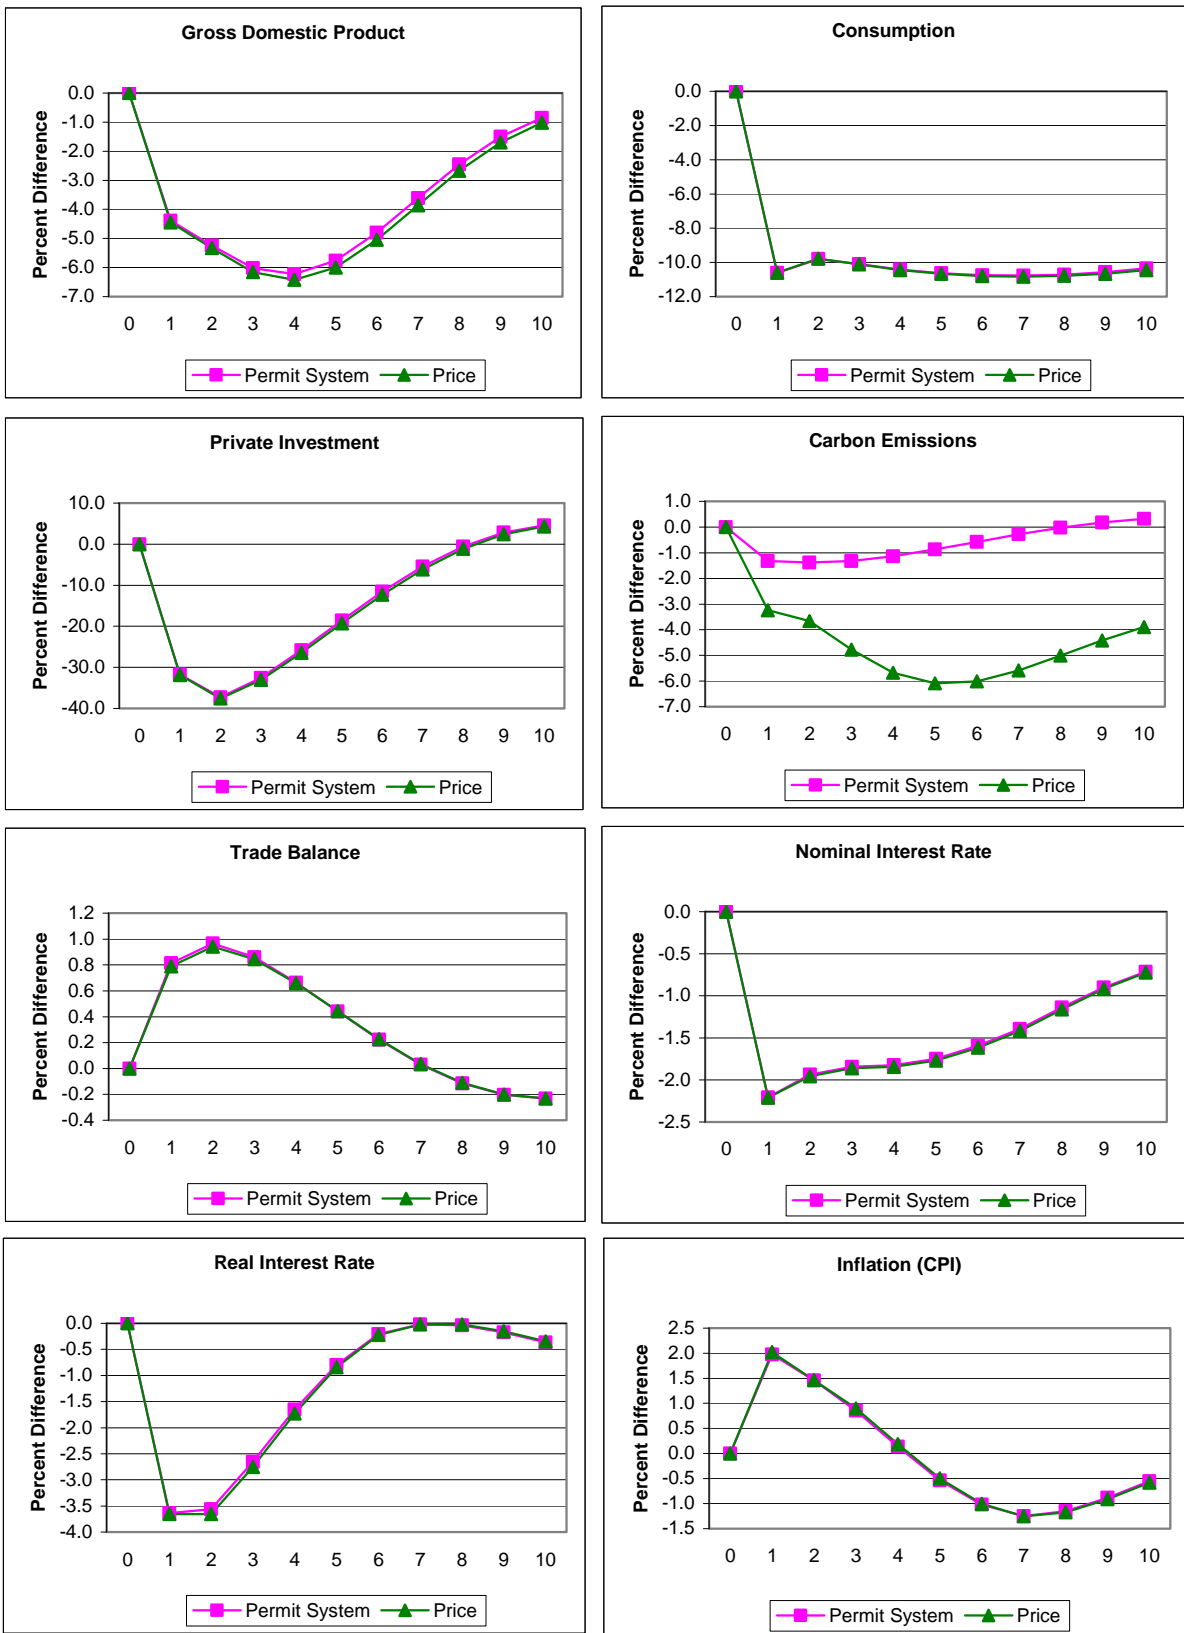 Gross Domestic Product
Percent Difference
0.0
-1.0
-2.0
-3.0
-4.0
-5.0
-6.0
-7.0
0 1 2 3 4 5 6 7 8 9 10
Permit System Price
Consumption
Percent Difference
0.0
-2.0
-4.0
-6.0
-8.0
-10.0
-12.0
0 1 2 3 4 5 6 7 8 9 10
Permit System Price
Private Investment
Percent Difference
10.0
0.0
-10.0
-20.0
-30.0
-40.0
0 1 2 3 4 5 6 7 8 9 10
Permit System Price
Carbon Emissions
Percent Difference
1.0
0.0
-1.0
-2.0
-3.0
-4.0
-5.0
-6.0
-7.0
0 1 2 3 4 5 6 7 8 9 10
Permit System Price
Trade Balance
Percent Difference
1.2
1.0
0.8
0.6
0.4
0.2
0.0
-0.2
-0.4
0 1 2 3 4 5 6 7 8 9 10
Permit System Price
Nominal Interest Rate
Percent Difference
0.0
-0.5
-1.0
-1.5
-2.0
-2.5
0 1 2 3 4 5 6 7 8 9 10
Permit System Price
Real Interest Rate
Percent Difference
0.0
-0.5
-1.0
-1.5
-2.0
-2.5
-3.0
-3.5
-4.0
0 1 2 3 4 5 6 7 8 9 10
Permit System Price
Inflation (CPI)
Percent Difference
2.5
2.0
1.5
1.0
0.5
0.0
-0.5
-1.0
-1.5
0 1 2 3 4 5 6 7 8 9 10
Permit System Price